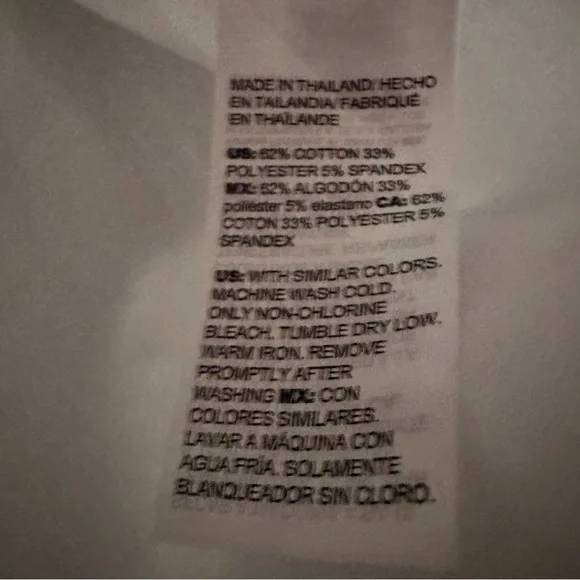 MADE IN THAILAND/ HECHO
EN TAILANDIA/ FABRIQUÉ
EN THAÏLANDE
US: 62% COTTON 33%
POLYESTER 5% SPANDEX
MX: 62% ALGODÓN 33%
poliéster 5% elastano CA: 62%
COTON 33% POLYESTER 5%
SPANDEX
US: WITH SIMILAR COLORS.
MACHINE WASH COLD.
ONLY NON-CHLORINE
BLEACH. TUMBLE DRY LOW.
WARM IRON. REMOVE
PROMPTLY AFTER
WASHING MX: CON
COLORES SIMILARES.
LAVAR A MÁQUINA CON
AGUA FRÍA. SOLAMENTE
BLANQUEADOR SIN CLORO.